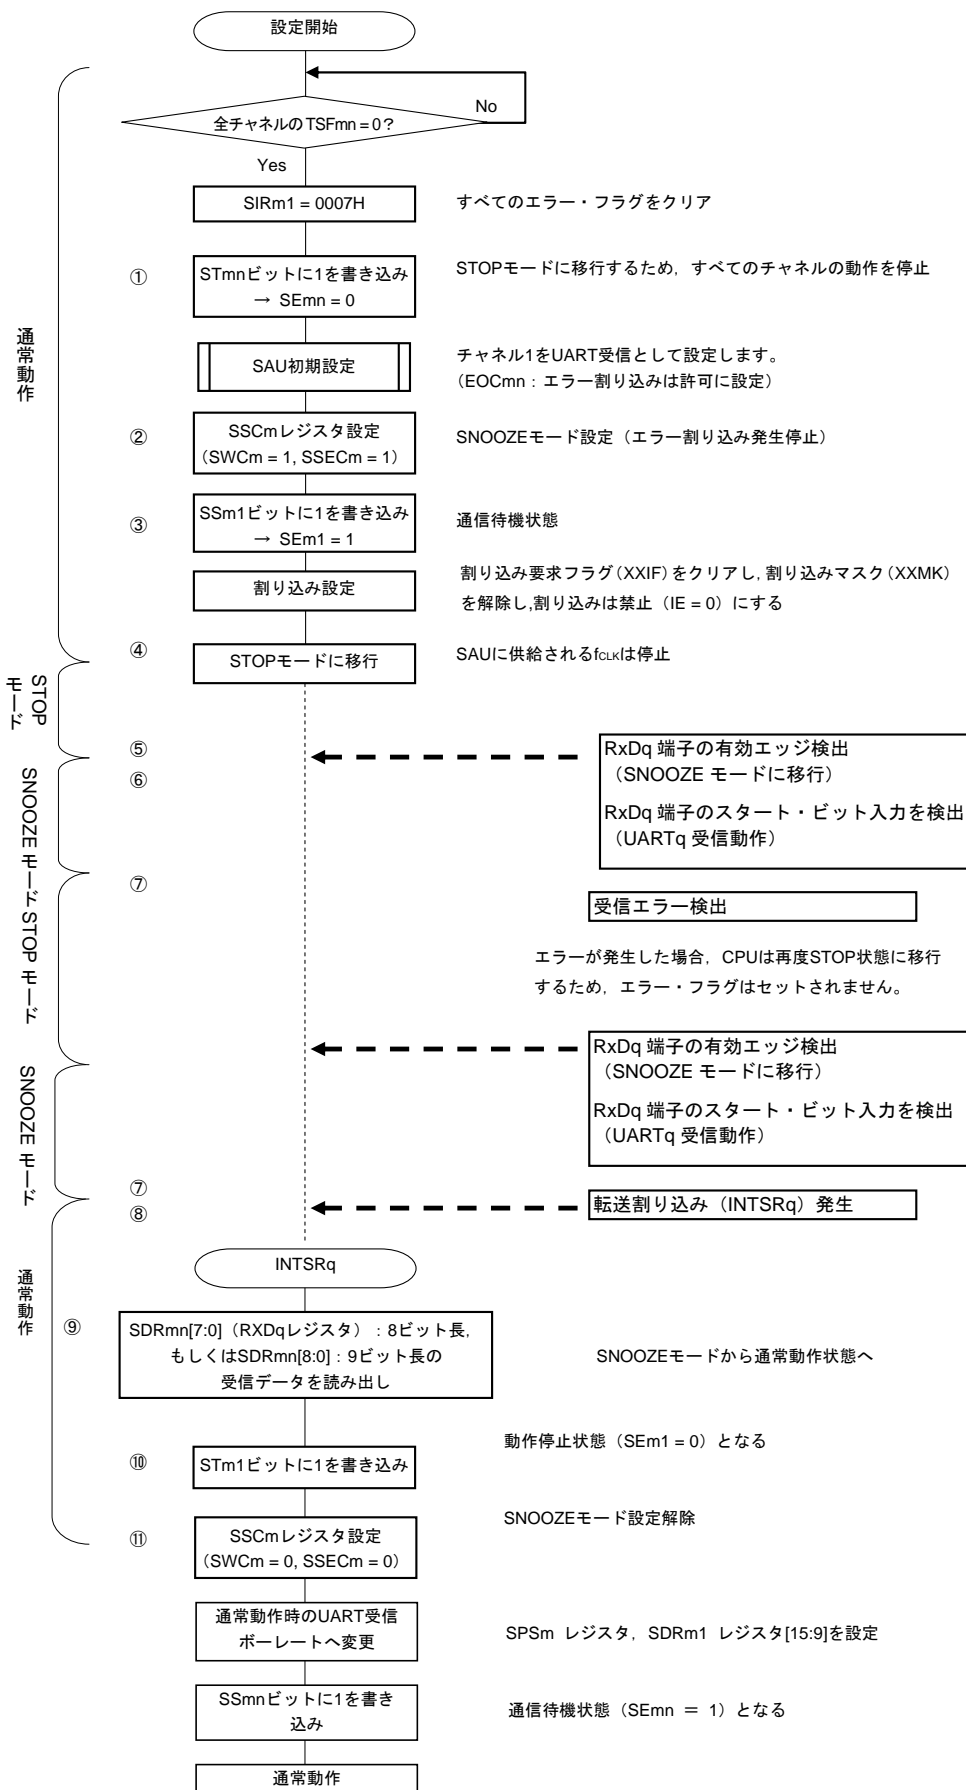 設定開始
No
全チャネルのTSFmn = 0？
Yes
SIRm1 = 0007H
すべてのエラー・フラグをクリア
①
STmnビットに1を書き込み
→ SEmn = 0
STOPモードに移行するため，すべてのチャネルの動作を停止
通常動作
SAU初期設定
チャネル1をUART受信として設定します。
（EOCmn：エラー割り込みは許可に設定）
②
SSCmレジスタ設定
（SWCm = 1, SSECm = 1）
SNOOZEモード設定（エラー割り込み発生停止）
③
SSm1ビットに1を書き込み
→ SEm1 = 1
通信待機状態
割り込み設定
割り込み要求フラグ（XXIF）をクリアし，割り込みマスク（XXMK）
を解除し,割り込みは禁止（IE = 0）にする
④
STOPモードに移行
SAUに供給されるfCLKは停止
STOP
モード
⑤
⑥
RxDq 端子の有効エッジ検出
（SNOOZE モードに移行）
RxDq 端子のスタート・ビット入力を検出
（UARTq 受信動作）
SNOOZE モード
⑦
受信エラー検出
STOP モード
エラーが発生した場合，CPUは再度STOP状態に移行
するため，エラー・フラグはセットされません。
RxDq 端子の有効エッジ検出
（SNOOZE モードに移行）
RxDq 端子のスタート・ビット入力を検出
（UARTq 受信動作）
SNOOZE モード
⑦
⑧
転送割り込み（INTSRq）発生
INTSRq
通常動作
⑨
SDRmn[7:0]（RXDqレジスタ）：8ビット長，
もしくはSDRmn[8:0]：9ビット長の
受信データを読み出し
SNOOZEモードから通常動作状態へ
動作停止状態（SEm1 = 0）となる
⑩
STm1ビットに1を書き込み
SNOOZEモード設定解除
⑪
SSCmレジスタ設定
（SWCm = 0, SSECm = 0）
通常動作時のUART受信
ボーレートへ変更
SPSm レジスタ，SDRm1 レジスタ[15:9]を設定
SSmnビットに1を書き
込み
通信待機状態（SEmn ＝ 1）となる
通常動作